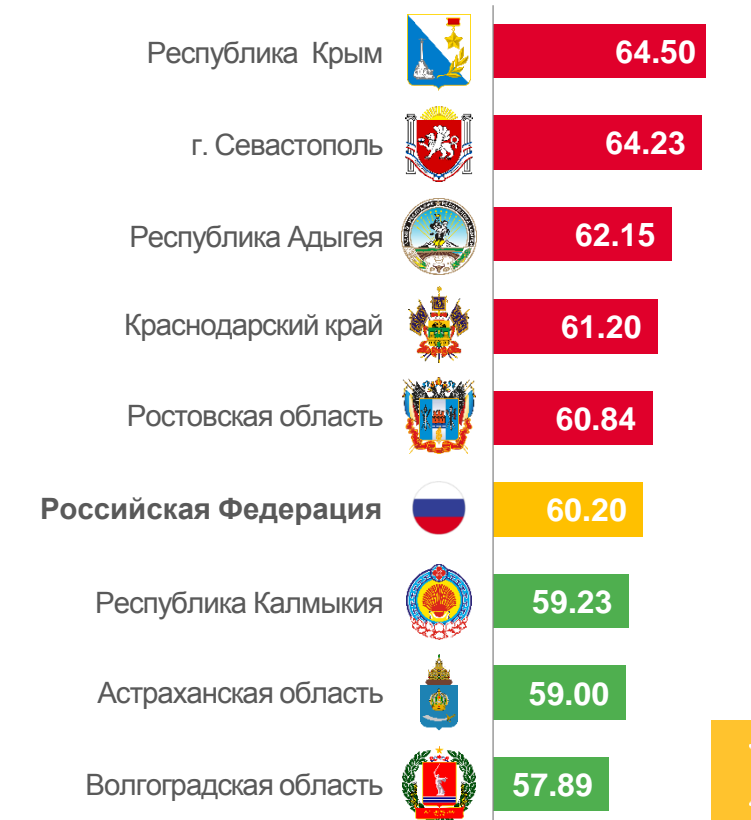 Республика Крым 64.50
г. Севастополь 64.23
Республика Адыгея 62.15
Краснодарский край 61.20
Ростовская область 60.84
Российская Федерация 60.20
Республика Калмыкия 59.23
Астраханская область 59.00
Волгоградская область 57.89